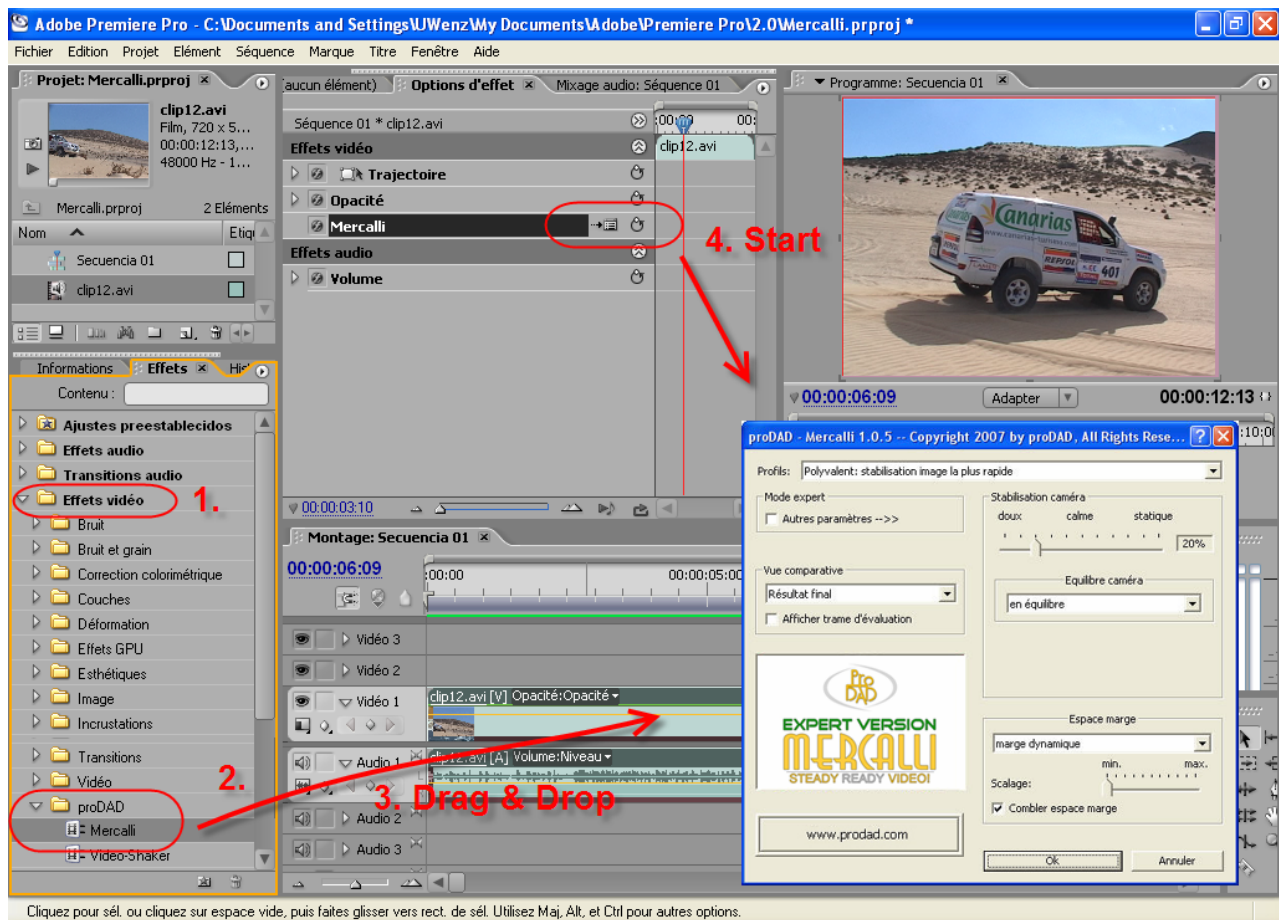 Adobe Premiere Pro - C:\Documents and Settings\UWenz\My Documents\Adobe\Premiere Pro\2.0\Mercalli.prproj *
Fichier Edition Projet Elément Séquence Marque Titre Fenêtre Aide
Projet: Mercalli.prproj
clip12.avi
Film, 720 x 5...
00:00:12:13,...
48000 Hz - 1...
Mercalli.prproj 2 Eléments
Nom Etiq
Secuencia 01
clip12.avi
(aucun élément) Options d'effet Mixage audio: Séquence 01
Séquence 01 * clip12.avi
:00:09 00:
Effets vidéo clip12.avi
Trajectoire
Opacité
Mercalli
Effets audio
Volume
4. Start
00:00:03:10
Programme: Secuencia 01
Canarias
www.canarias-turismo.com
REPSOL
401
00:00:06:09 Adapter 00:00:12:13
Informations Effets
Contenu :
Ajustes preestablecidos
Effets audio
Transitions audio
Effets vidéo 1.
Bruit
Bruit et grain
Correction colorimétrique
Couches
Déformation
Effets GPU
Esthétiques
Image
Incrustations
Transitions
Vidéo
proDAD 2.
Mercalli
Video-Shaker
Montage: Secuencia 01
00:00:06:09 :00:00 00:00:05:00
Vidéo 3
Vidéo 2
Vidéo 1 clip12.avi [V] Opacité:Opacité
Audio 1 clip12.avi [A] Volume:Niveau
3. Drag & Drop
Audio 2
Audio 3
proDAD - Mercalli 1.0.5 -- Copyright 2007 by proDAD, All Rights Rese...
Profils: Polyvalent: stabilisation image la plus rapide
Mode expert
Autres paramètres -->>
Vue comparative
Résultat final
Afficher trame d'évaluation
Stabilisation caméra
doux calme statique
20%
Equilibre caméra
en équilibre
ProDAD
EXPERT VERSION
MERCALLI
STEADY READY VIDEO!
www.prodad.com
Espace marge
marge dynamique
min. max.
Scalage:
Combler espace marge
Ok Annuler
Cliquez pour sél. ou cliquez sur espace vide, puis faites glisser vers rect. de sél. Utilisez Maj, Alt, et Ctrl pour autres options.